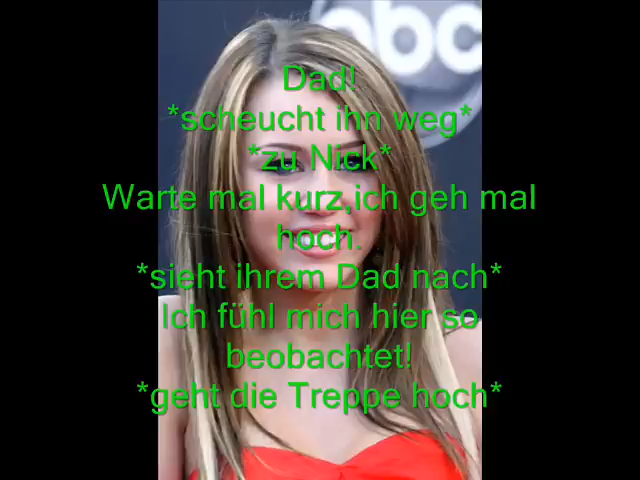 abc
Dad!
*scheucht ihn weg*
*zu Nick*
Warte mal kurz,ich geh mal
hoch.
*sieht ihrem Dad nach*
Ich fühl mich hier so
beobachtet!
*geht die Treppe hoch*